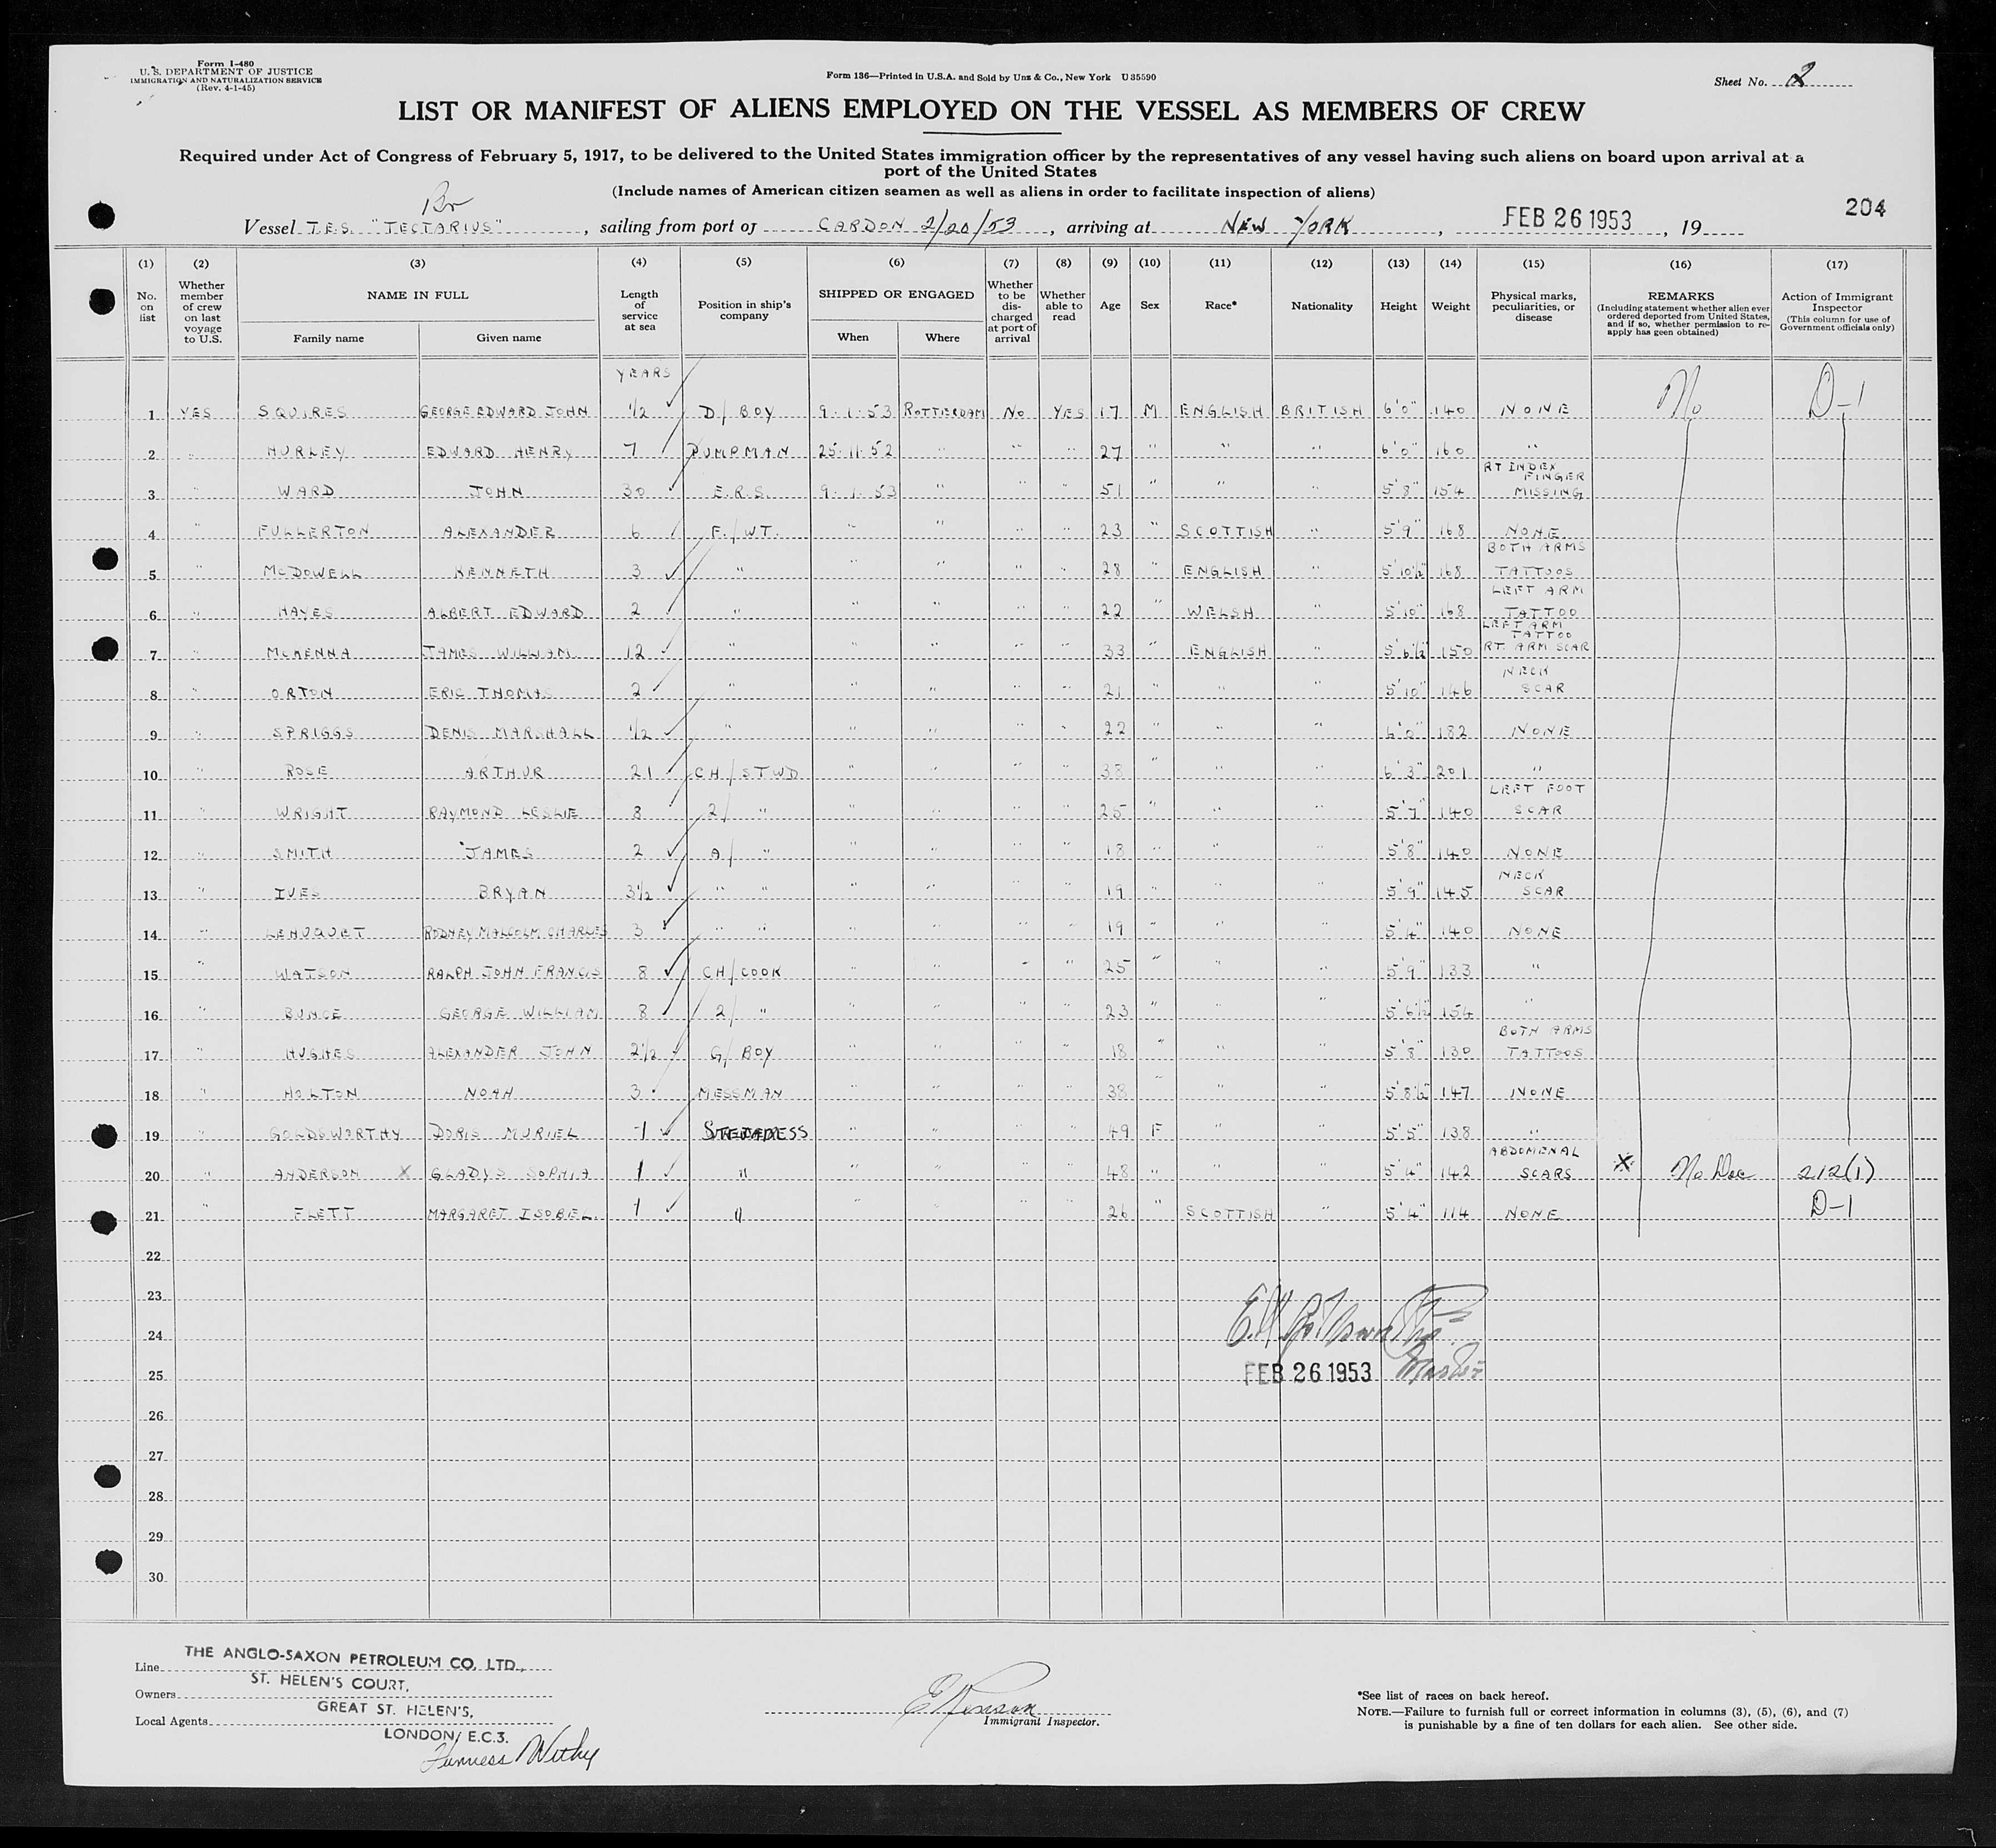 Form I-480
U. S. DEPARTMENT OF JUSTICE
IMMIGRATION AND NATURALIZATION SERVICE
(Rev. 4-1-45)
Form 136—Printed in U.S.A. and Sold by Unz & Co., New York U35590
Sheet No. 2
LIST OR MANIFEST OF ALIENS EMPLOYED ON THE VESSEL AS MEMBERS OF CREW
Required under Act of Congress of February 5, 1917, to be delivered to the United States immigration officer by the representatives of any vessel having such aliens on board upon arrival at a
port of the United States
(Include names of American citizen seamen as well as aliens in order to facilitate inspection of aliens)
Br
204
Vessel T.E.S. "TECTARIUS", sailing from port of CARDON 2/20/53, arriving at NEW YORK, FEB 26 1953, 19
(1) (2) (3) (4) (5) (6) (7) (8) (9) (10) (11) (12) (13) (14) (15) (16) (17)
No. on list
Whether member of crew on last voyage to U.S.
NAME IN FULL
Family name Given name
Length of service at sea
Position in ship's company
SHIPPED OR ENGAGED
When Where
Whether to be discharged at port of arrival
Whether able to read
Age
Sex
Race*
Nationality
Height
Weight
Physical marks, peculiarities, or disease
REMARKS
(Including statement whether alien ever ordered deported from United States, and if so, whether permission to re-apply has geen obtained)
Action of Immigrant Inspector
(This column for use of Government officials only)
YEARS
1 YES SQUIRES GEORGE EDWARD JOHN 1/2 D/BOY 9.1.53 ROTTERDAM NO YES 17 M ENGLISH BRITISH 6'0" 140 NONE No D-1
2 " HURLEY EDWARD HENRY 7 PUMPMAN 25.11.52 " " " 27 " " " 6'0" 160 "
3 " WARD JOHN 30 E.R.S. 9.1.53 " " " 51 " " " 5'8" 154 RT INDEX FINGER MISSING
4 " FULLERTON ALEXANDER 6 F./WT. " " " " 23 " SCOTTISH " 5'9" 168 NONE
5 " McDOWELL KENNETH 3 " " " " " 28 " ENGLISH " 5'10½" 168 BOTH ARMS TATTOOS
6 " HAYES ALBERT EDWARD 2 " " " " " 22 " WELSH " 5'10" 168 LEFT ARM TATTOO
7 " McKENNA JAMES WILLIAM 12 " " " " " 33 " ENGLISH " 5'6½" 150 LEFT ARM TATTOO RT. ARM SCAR
8 " ORTON ERIC THOMAS 2 " " " " " 21 " " " 5'10" 146 NECK SCAR
9 " SPRIGGS DENIS MARSHALL 1/2 " " " " " 22 " " " 6'0" 182 NONE
10 " ROSE ARTHUR 21 CH/STWD " " " " 38 " " " 6'3" 201 "
11 " WRIGHT RAYMOND LESLIE 8 2/ " " " " " 25 " " " 5'7" 140 LEFT FOOT SCAR
12 " SMITH JAMES 2 A/ " " " " " 18 " " " 5'8" 140 NONE
13 " IVES BRYAN 3½ " " " " " " 19 " " " 5'9" 145 NECK SCAR
14 " LENUQUET RODNEY MALCOLM CHARLES 3 " " " " " " 19 " " " 5'4" 140 NONE
15 " WATSON RALPH JOHN FRANCIS 8 CH/COOK " " " " 25 " " " 5'9" 133 "
16 " BUNCE GEORGE WILLIAM 8 2/ " " " " " 23 " " " 5'6½" 154 "
17 " HUGHES ALEXANDER JOHN 2½ G/BOY " " " " 18 " " " 5'8" 130 BOTH ARMS TATTOOS
18 " HOLTON NOAH 3 MESSMAN " " " " 38 " " " 5'8½" 147 NONE
19 " GOLDSWORTHY DORIS MURIEL 1 STEWARDESS " " " " 49 F " " 5'5" 138 "
20 " ANDERSON X GLADYS SOPHIA 1 " " " " " 48 " " " 5'4" 142 ABDOMENAL SCARS X No Doc 212(1)
21 " FLETT MARGARET ISOBEL. 1 " " " " " 26 " SCOTTISH " 5'4" 114 NONE D-1
22
23
24
25
FEB 26 1953 Master
26
27
28
29
30
Line THE ANGLO-SAXON PETROLEUM CO. LTD.,
ST. HELEN'S COURT,
Owners
GREAT ST. HELEN'S,
Local Agents
LONDON, E.C.3.
Furness Withy
Immigrant Inspector.
*See list of races on back hereof.
NOTE.—Failure to furnish full or correct information in columns (3), (5), (6), and (7)
is punishable by a fine of ten dollars for each alien. See other side.